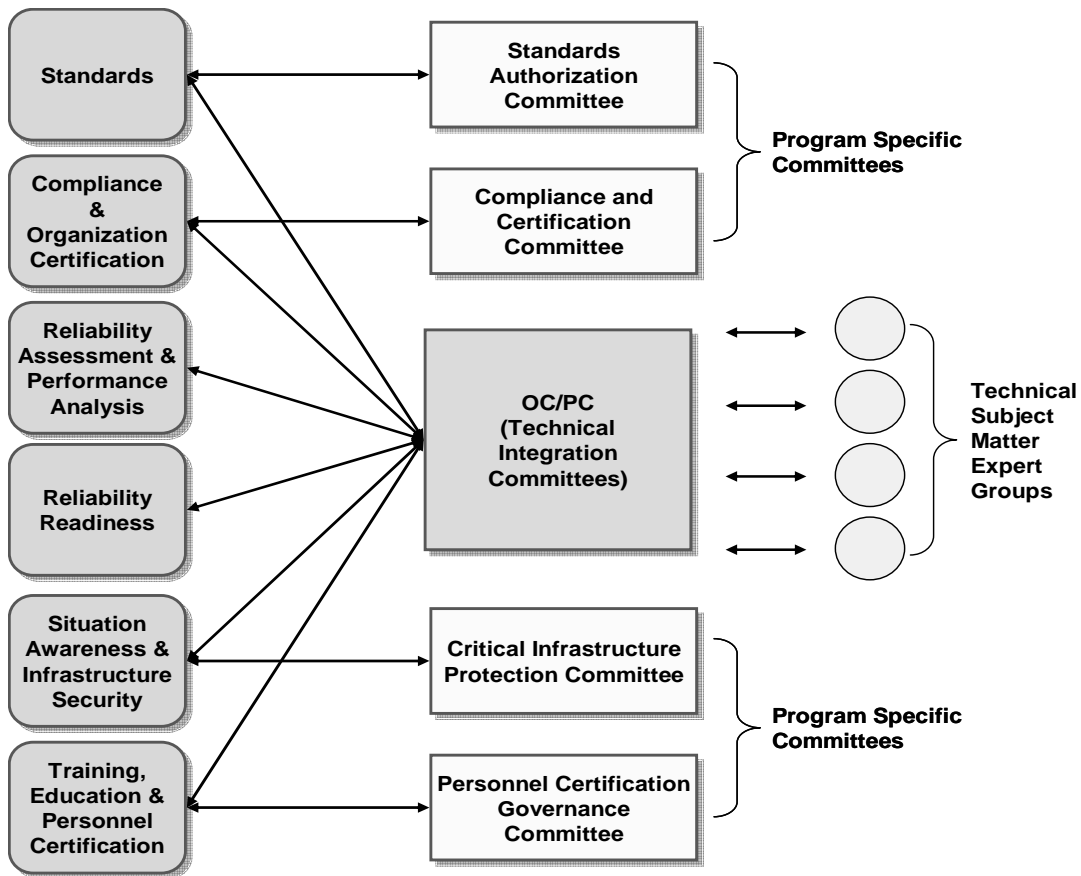 Standards
Compliance
&
Organization
Certification
Reliability
Assessment &
Performance
Analysis
Reliability
Readiness
Situation
Awareness &
Infrastructure
Security
Training,
Education &
Personnel
Certification
Standards
Authorization
Committee
Compliance and
Certification
Committee
OC/PC
(Technical
Integration
Committees)
Critical Infrastructure
Protection Committee
Personnel Certification
Governance
Committee
Program Specific
Committees
Technical
Subject
Matter
Expert
Groups
Program Specific
Committees